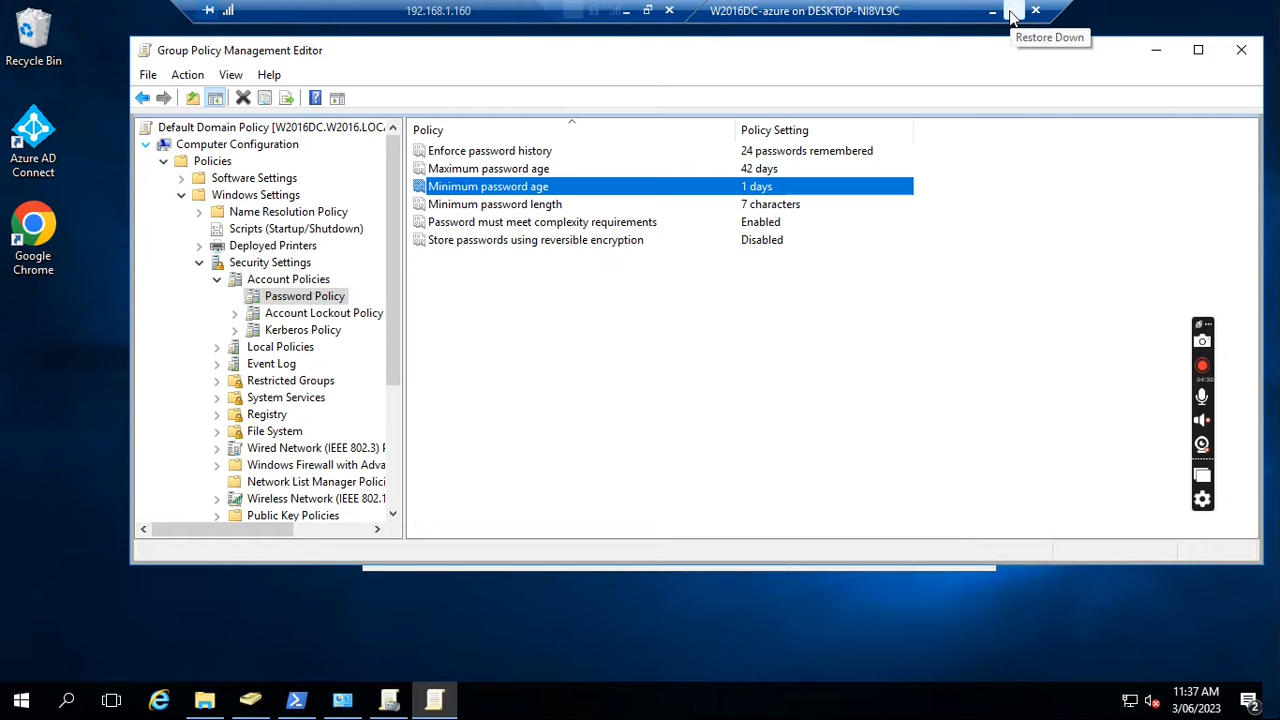 192.168.1.160
W2016DC-azure on DESKTOP-NI8VL9C
Restore Down
Recycle Bin
Azure AD
Connect
Google
Chrome
Group Policy Management Editor
File Action View Help
Default Domain Policy [W2016DC.W2016.LOCA
Computer Configuration
Policies
Software Settings
Windows Settings
Name Resolution Policy
Scripts (Startup/Shutdown)
Deployed Printers
Security Settings
Account Policies
Password Policy
Account Lockout Policy
Kerberos Policy
Local Policies
Event Log
Restricted Groups
System Services
Registry
File System
Wired Network (IEEE 802.3) P
Windows Firewall with Adva
Network List Manager Polici
Wireless Network (IEEE 802.1
Public Key Policies
Policy Policy Setting
Enforce password history 24 passwords remembered
Maximum password age 42 days
Minimum password age 1 days
Minimum password length 7 characters
Password must meet complexity requirements Enabled
Store passwords using reversible encryption Disabled
04:30
11:37 AM
3/06/2023
2